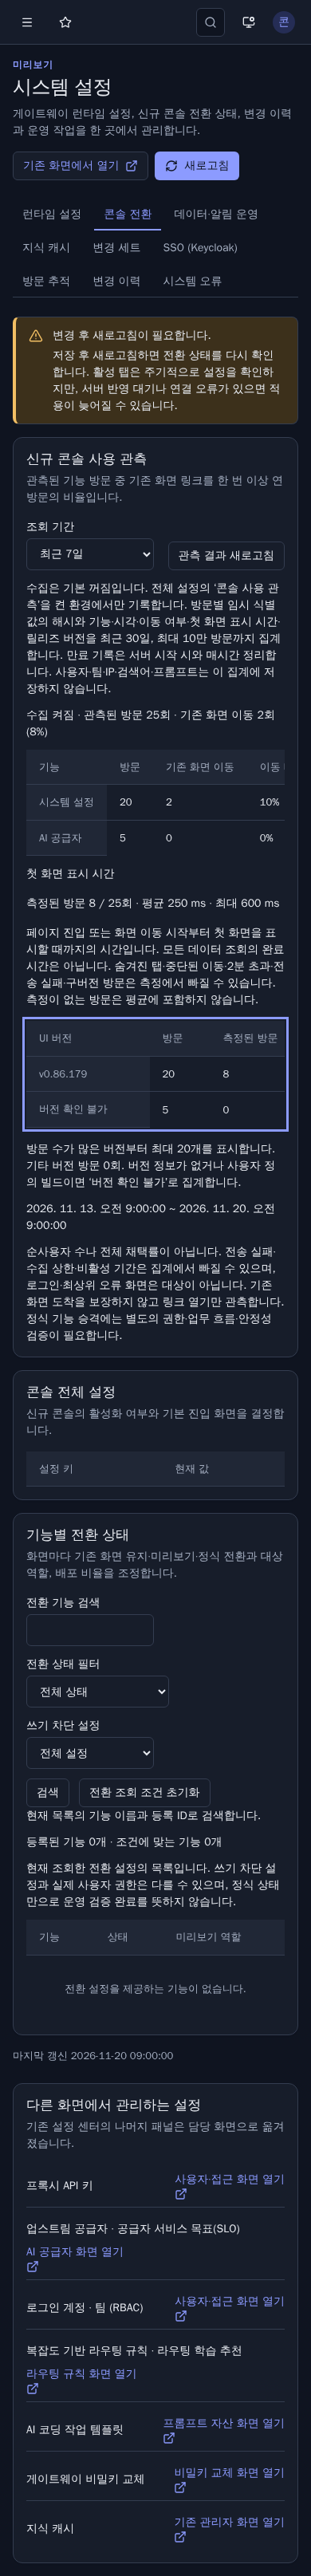 콘
미리보기
시스템 설정
게이트웨이 런타임 설정, 신규 콘솔 전환 상태, 변경 이력
과 운영 작업을 한 곳에서 관리합니다.
기존 화면에서 열기
새로고침
런타임 설정
콘솔 전환
데이터·알림 운영
지식 캐시
변경 세트
SSO (Keycloak)
방문 추적
변경 이력
시스템 오류
변경 후 새로고침이 필요합니다.
저장 후 새로고침하면 전환 상태를 다시 확인
합니다. 활성 탭은 주기적으로 설정을 확인하
지만, 서버 반영 대기나 연결 오류가 있으면 적
용이 늦어질 수 있습니다.
신규 콘솔 사용 관측
관측된 기능 방문 중 기존 화면 링크를 한 번 이상 연
방문의 비율입니다.
조회 기간
최근 7일
관측 결과 새로고침
수집은 기본 꺼짐입니다. 전체 설정의 ‘콘솔 사용 관
측’을 켠 환경에서만 기록합니다. 방문별 임시 식별
값의 해시와 기능·시각·이동 여부·첫 화면 표시 시간·
릴리즈 버전을 최근 30일, 최대 10만 방문까지 집계
합니다. 만료 기록은 서버 시작 시와 매시간 정리합
니다. 사용자·팀·IP·검색어·프롬프트는 이 집계에 저
장하지 않습니다.
수집 켜짐 · 관측된 방문 25회 · 기존 화면 이동 2회
(8%)
기능 방문 기존 화면 이동 이동
시스템 설정 20 2 10%
AI 공급자 5 0 0%
첫 화면 표시 시간
측정된 방문 8 / 25회 · 평균 250 ms · 최대 600 ms
페이지 진입 또는 화면 이동 시작부터 첫 화면을 표
시할 때까지의 시간입니다. 모든 데이터 조회의 완료
시간은 아닙니다. 숨겨진 탭·중단된 이동·2분 초과·전
송 실패·구버전 방문은 측정에서 빠질 수 있습니다.
측정이 없는 방문은 평균에 포함하지 않습니다.
UI 버전 방문 측정된 방문
v0.86.179 20 8
버전 확인 불가 5 0
방문 수가 많은 버전부터 최대 20개를 표시합니다.
기타 버전 방문 0회. 버전 정보가 없거나 사용자 정
의 빌드이면 ‘버전 확인 불가’로 집계합니다.
2026. 11. 13. 오전 9:00:00 ~ 2026. 11. 20. 오전
9:00:00
순사용자 수나 전체 채택률이 아닙니다. 전송 실패·
수집 상한·비활성 기간은 집계에서 빠질 수 있으며,
로그인·최상위 오류 화면은 대상이 아닙니다. 기존
화면 도착을 보장하지 않고 링크 열기만 관측합니다.
정식 기능 승격에는 별도의 권한·업무 흐름·안정성
검증이 필요합니다.
콘솔 전체 설정
신규 콘솔의 활성화 여부와 기본 진입 화면을 결정합니
다.
설정 키 현재 값
기능별 전환 상태
화면마다 기존 화면 유지·미리보기·정식 전환과 대상
역할, 배포 비율을 조정합니다.
전환 기능 검색
전환 상태 필터
전체 상태
쓰기 차단 설정
전체 설정
검색
전환 조회 조건 초기화
현재 목록의 기능 이름과 등록 ID로 검색합니다.
등록된 기능 0개 · 조건에 맞는 기능 0개
현재 조회한 전환 설정의 목록입니다. 쓰기 차단 설
정과 실제 사용자 권한은 다를 수 있으며, 정식 상태
만으로 운영 검증 완료를 뜻하지 않습니다.
기능 상태 미리보기 역할
전환 설정을 제공하는 기능이 없습니다.
마지막 갱신 2026-11-20 09:00:00
다른 화면에서 관리하는 설정
기존 설정 센터의 나머지 패널은 담당 화면으로 옮겨
졌습니다.
프록시 API 키
사용자·접근 화면 열기
업스트림 공급자 · 공급자 서비스 목표(SLO)
AI 공급자 화면 열기
로그인 계정 · 팀 (RBAC)
사용자·접근 화면 열기
복잡도 기반 라우팅 규칙 · 라우팅 학습 추천
라우팅 규칙 화면 열기
AI 코딩 작업 템플릿
프롬프트 자산 화면 열기
게이트웨이 비밀키 교체
비밀키 교체 화면 열기
지식 캐시
기존 관리자 화면 열기